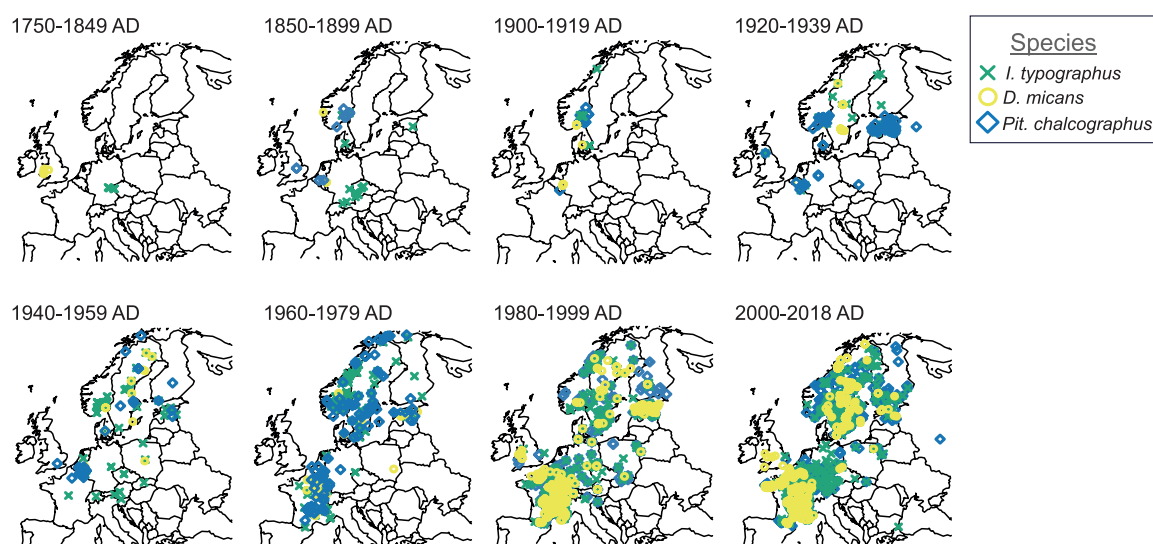 1750-1849 AD
1850-1899 AD
1900-1919 AD
1920-1939 AD
Species
I. typographus
D. micans
Pit. chalcographus
1940-1959 AD
1960-1979 AD
1980-1999 AD
2000-2018 AD